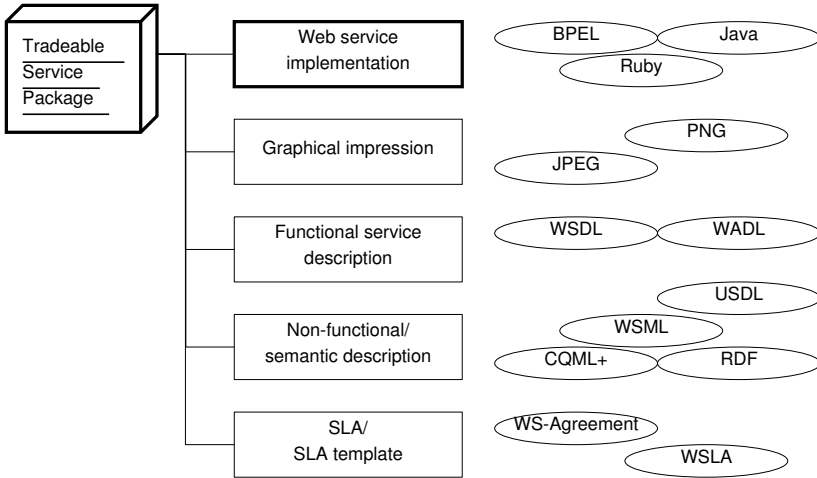 Tradeable
Service
Package
Web service
implementation
BPEL
Java
Ruby
Graphical impression
PNG
JPEG
Functional service
description
WSDL
WADL
Non-functional/
semantic description
USDL
WSML
CQML+
RDF
SLA/
SLA template
WS-Agreement
WSLA